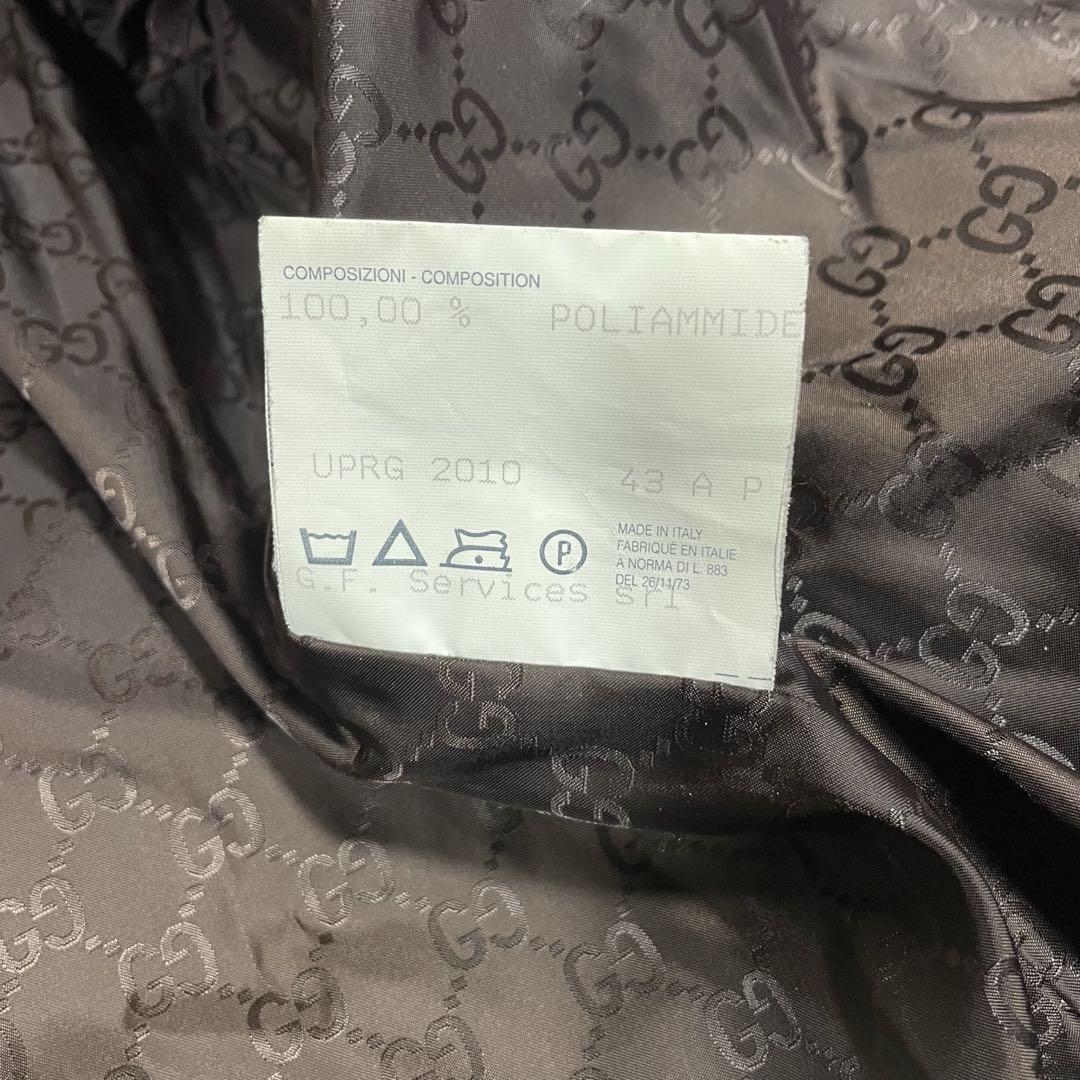 COMPOSIZIONI - COMPOSITION
100,00 % POLIAMMIDE
UPRG 2010 43 A P
P
MADE IN ITALY
FABRIQUÉ EN ITALIE
A NORMA DI L. 883
DEL 26/11/73
G.F. Services srl